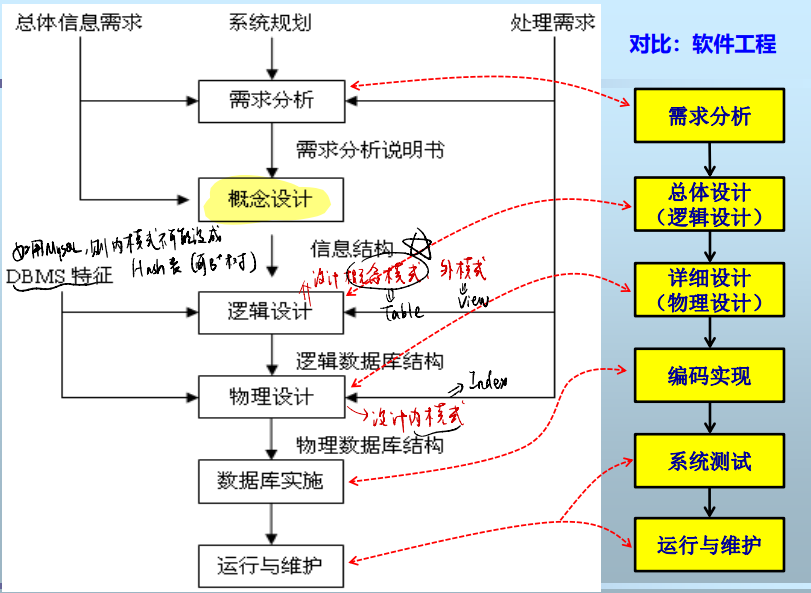 总体信息需求
系统规划
处理需求
需求分析
需求分析说明书
概念设计
信息结构
如用MySQL，则内模式不可能设成
Hash表（可B+树）
DBMS 特征
设计概念模式、外模式
Table
View
逻辑设计
逻辑数据库结构
物理设计
Index
设计内模式
物理数据库结构
数据库实施
运行与维护
对比：软件工程
需求分析
总体设计
（逻辑设计）
详细设计
（物理设计）
编码实现
系统测试
运行与维护